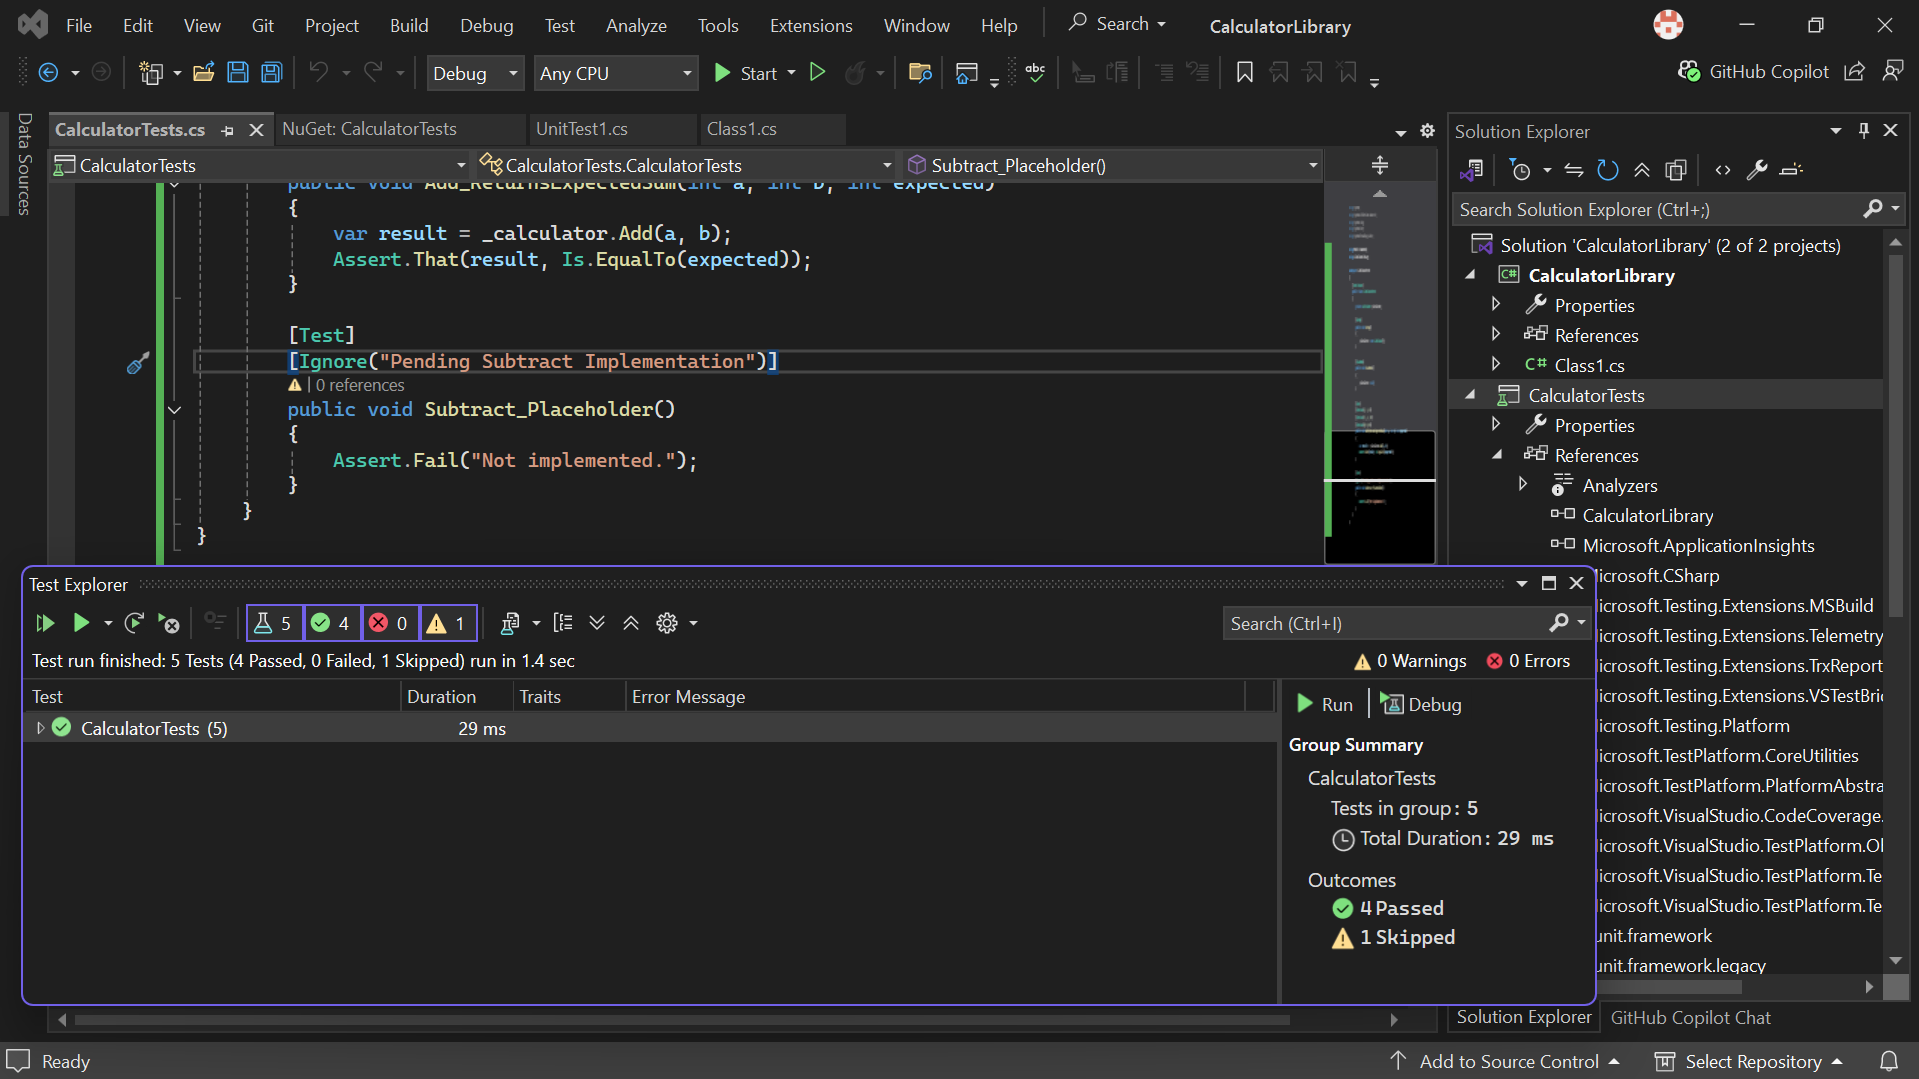 File Edit View Git Project Build Debug Test Analyze Tools Extensions Window Help Search CalculatorLibrary
Debug Any CPU Start abc GitHub Copilot
Data Sources
CalculatorTests.cs NuGet: CalculatorTests UnitTest1.cs Class1.cs
CalculatorTests CalculatorTests.CalculatorTests Subtract_Placeholder()
public void Add_ReturnsExpectedSum(int a, int b, int expected)
{
var result = _calculator.Add(a, b);
Assert.That(result, Is.EqualTo(expected));
}
[Test]
[Ignore("Pending Subtract Implementation")]
| 0 references
public void Subtract_Placeholder()
{
Assert.Fail("Not implemented.");
}
}
}
Test Explorer
5 4 0 1 Search (Ctrl+I)
Test run finished: 5 Tests (4 Passed, 0 Failed, 1 Skipped) run in 1.4 sec 0 Warnings 0 Errors
Test Duration Traits Error Message
CalculatorTests (5) 29 ms
Run Debug
Group Summary
CalculatorTests
Tests in group: 5
Total Duration: 29 ms
Outcomes
4 Passed
1 Skipped
Solution Explorer
Search Solution Explorer (Ctrl+;)
Solution 'CalculatorLibrary' (2 of 2 projects)
C# CalculatorLibrary
Properties
References
C# Class1.cs
CalculatorTests
Properties
References
Analyzers
CalculatorLibrary
Microsoft.ApplicationInsights
icrosoft.CSharp
icrosoft.Testing.Extensions.MSBuild
icrosoft.Testing.Extensions.Telemetry
icrosoft.Testing.Extensions.TrxReport
icrosoft.Testing.Extensions.VSTestBri
icrosoft.Testing.Platform
icrosoft.TestPlatform.CoreUtilities
icrosoft.TestPlatform.PlatformAbstra
icrosoft.VisualStudio.CodeCoverage.
icrosoft.VisualStudio.TestPlatform.Ol
icrosoft.VisualStudio.TestPlatform.Te
icrosoft.VisualStudio.TestPlatform.Te
unit.framework
unit.framework.legacy
Solution Explorer GitHub Copilot Chat
Ready Add to Source Control Select Repository